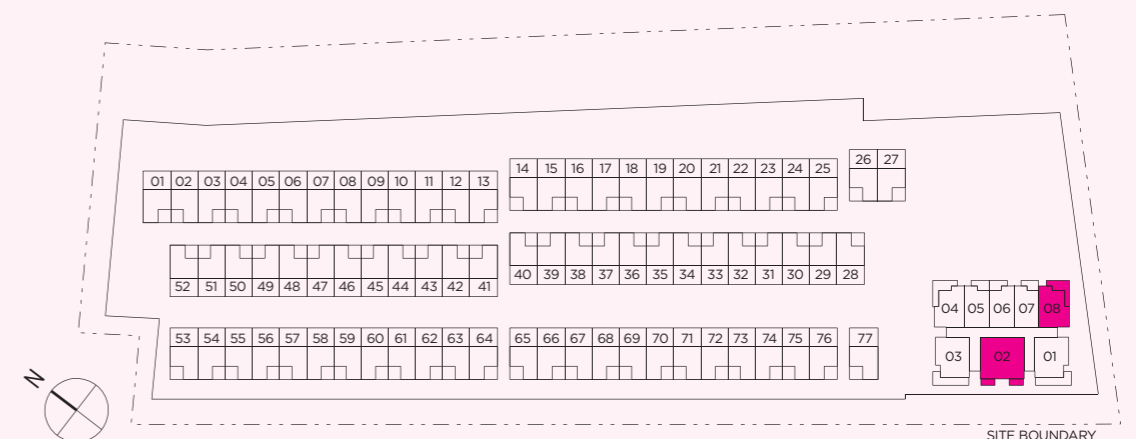 26 27
14 15 16 17 18 19 20 21 22 23 24 25
01 02 03 04 05 06 07 08 09 10 11 12 13
40 39 38 37 36 35 34 33 32 31 30 29 28
52 51 50 49 48 47 46 45 44 43 42 41
04 05 06 07 08
53 54 55 56 57 58 59 60 61 62 63 64 65 66 67 68 69 70 71 72 73 74 75 76 77
03 02 01
N
SITE BOUNDARY